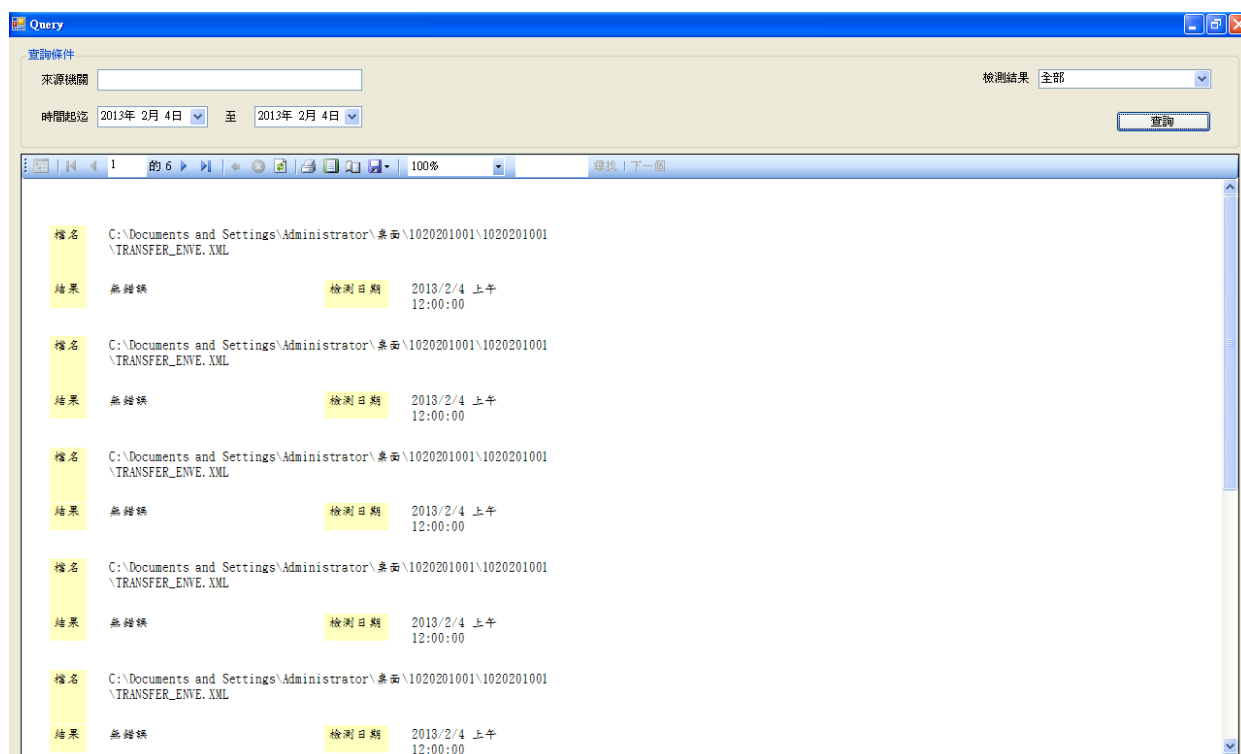 Query
查詢條件
來源機關 檢測結果 全部
時間起迄 2013年 2月 4日 至 2013年 2月 4日 查詢
1 的 6 100% 尋找 | 下一個
檔名 C:\Documents and Settings\Administrator\桌面\1020201001\1020201001
\TRANSFER_ENVE.XML
結果 無錯誤 檢測日期 2013/2/4 上午
12:00:00
檔名 C:\Documents and Settings\Administrator\桌面\1020201001\1020201001
\TRANSFER_ENVE.XML
結果 無錯誤 檢測日期 2013/2/4 上午
12:00:00
檔名 C:\Documents and Settings\Administrator\桌面\1020201001\1020201001
\TRANSFER_ENVE.XML
結果 無錯誤 檢測日期 2013/2/4 上午
12:00:00
檔名 C:\Documents and Settings\Administrator\桌面\1020201001\1020201001
\TRANSFER_ENVE.XML
結果 無錯誤 檢測日期 2013/2/4 上午
12:00:00
檔名 C:\Documents and Settings\Administrator\桌面\1020201001\1020201001
\TRANSFER_ENVE.XML
結果 無錯誤 檢測日期 2013/2/4 上午
12:00:00